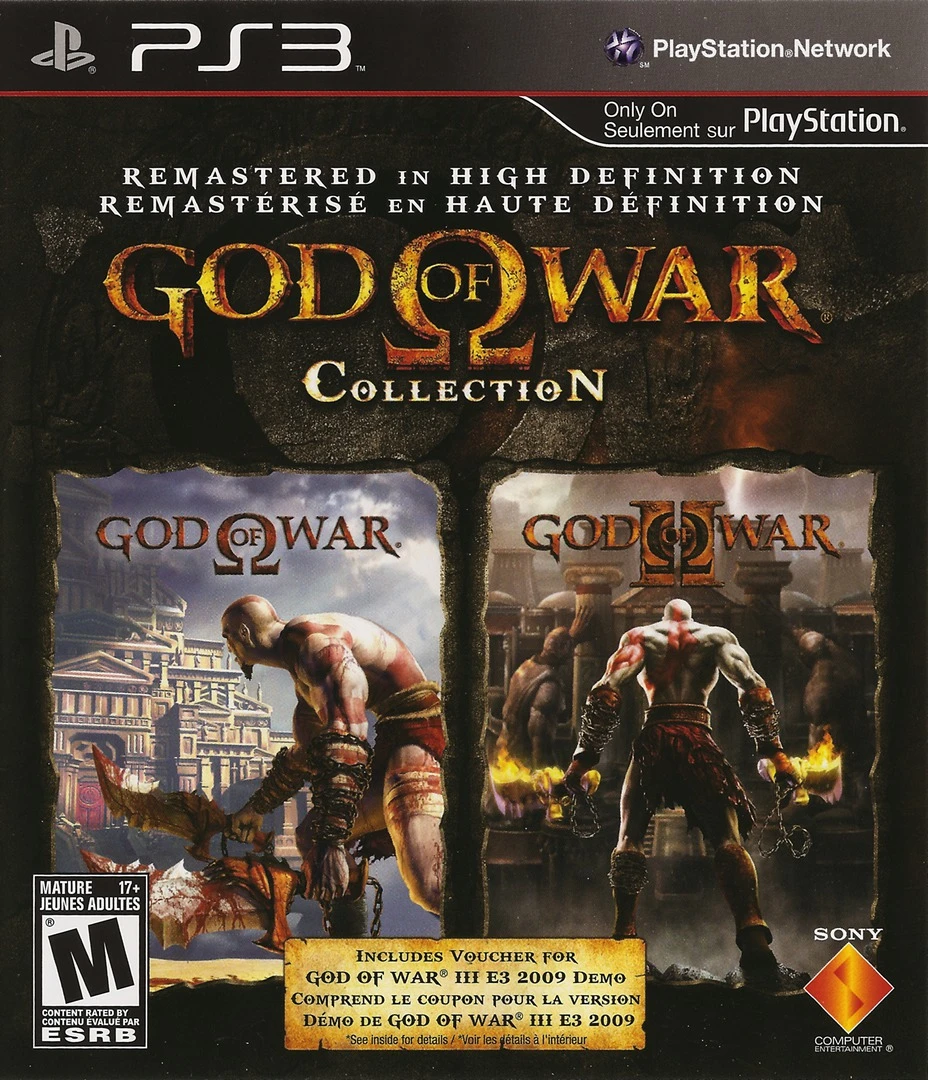 PS3™
PlayStation®Network
SM
Only On
Seulement sur PlayStation®
REMASTERED IN HIGH DEFINITION
REMASTÉRISÉ EN HAUTE DÉFINITION
GOD OF WAR®
COLLECTION
GOD OF WAR®
GOD OF WAR®
II
MATURE 17+
JEUNES ADULTES
M®
CONTENT RATED BY
CONTENU ÉVALUÉ PAR
ESRB
INCLUDES VOUCHER FOR
GOD OF WAR® III E3 2009 DEMO
COMPREND LE COUPON POUR LA VERSION
DÉMO DE GOD OF WAR® III E3 2009
*See inside for details / *Voir les détails à l'intérieur
SONY
COMPUTER
ENTERTAINMENT®